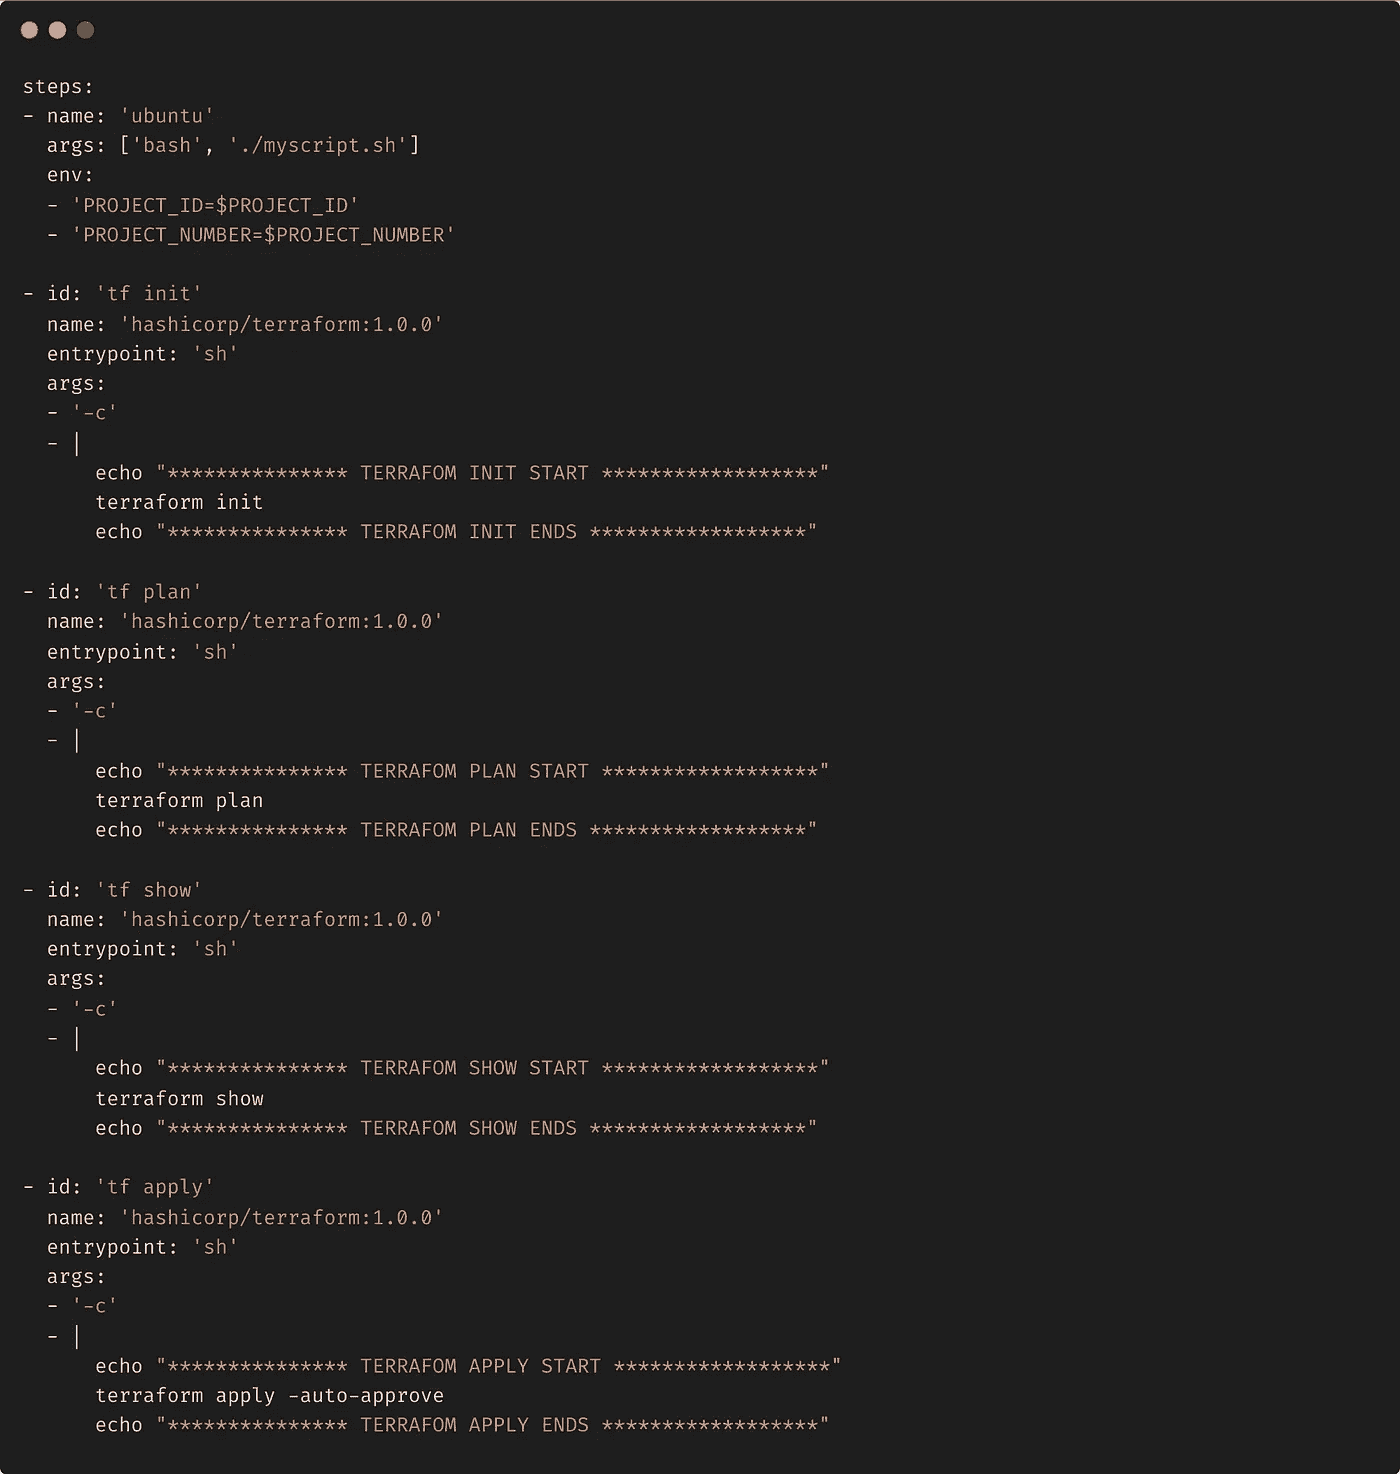 steps:
- name: 'ubuntu'
  args: ['bash', './myscript.sh']
  env:
  - 'PROJECT_ID=$PROJECT_ID'
  - 'PROJECT_NUMBER=$PROJECT_NUMBER'

- id: 'tf init'
  name: 'hashicorp/terraform:1.0.0'
  entrypoint: 'sh'
  args:
  - '-c'
  - |
      echo "*************** TERRAFOM INIT START ******************"
      terraform init
      echo "*************** TERRAFOM INIT ENDS ******************"

- id: 'tf plan'
  name: 'hashicorp/terraform:1.0.0'
  entrypoint: 'sh'
  args:
  - '-c'
  - |
      echo "*************** TERRAFOM PLAN START ******************"
      terraform plan
      echo "*************** TERRAFOM PLAN ENDS ******************"

- id: 'tf show'
  name: 'hashicorp/terraform:1.0.0'
  entrypoint: 'sh'
  args:
  - '-c'
  - |
      echo "*************** TERRAFOM SHOW START ******************"
      terraform show
      echo "*************** TERRAFOM SHOW ENDS ******************"

- id: 'tf apply'
  name: 'hashicorp/terraform:1.0.0'
  entrypoint: 'sh'
  args:
  - '-c'
  - |
      echo "*************** TERRAFOM APPLY START ******************"
      terraform apply -auto-approve
      echo "*************** TERRAFOM APPLY ENDS ******************"